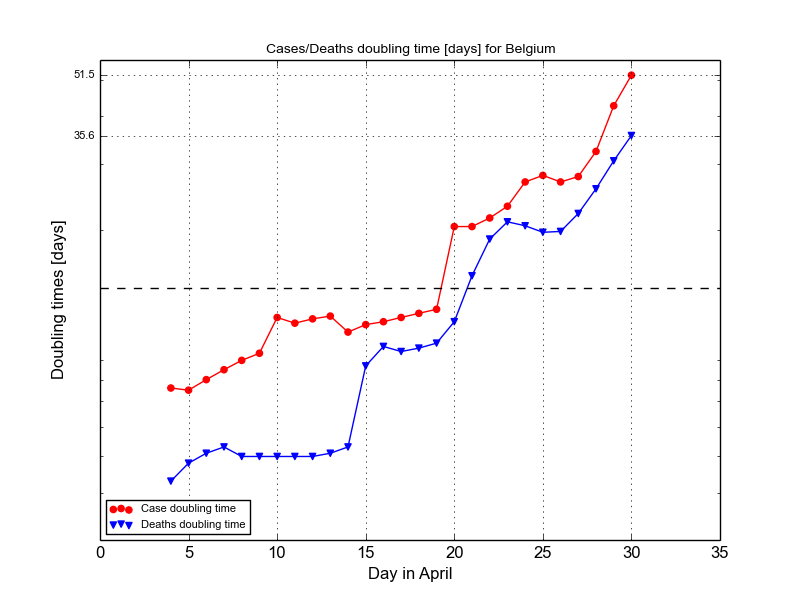 Cases/Deaths doubling time [days] for Belgium
51.5
35.6
Doubling times [days]
Case doubling time
Deaths doubling time
0 5 10 15 20 25 30 35
Day in April